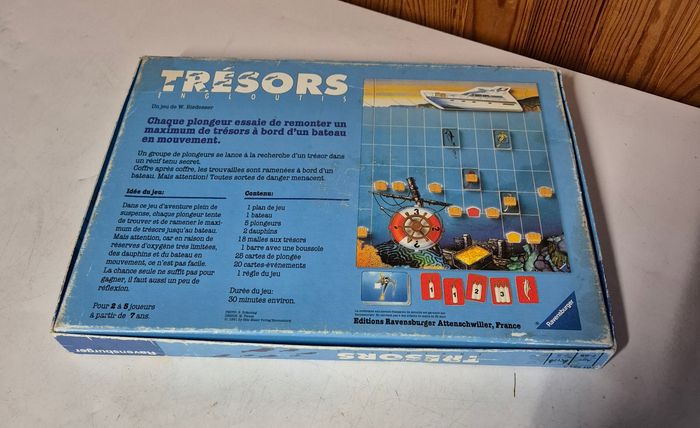 TRÉSORS
ENGLOUTIS
Un jeu de W. Riedesser
Chaque plongeur essaie de remonter un
maximum de trésors à bord d'un bateau
en mouvement.
Un groupe de plongeurs se lance à la recherche d'un trésor dans
un récif tenu secret.
Coffre après coffre, les trouvailles sont ramenées à bord d'un
bateau. Mais attention! Toutes sortes de danger menacent.
Idée du jeu:
Dans ce jeu d'aventure plein de
suspense, chaque plongeur tente
de trouver et de ramener le maxi-
mum de trésors jusqu'au bateau.
Mais attention, car en raison de
réserves d'oxygène très limitées,
des dauphins et du bateau en
mouvement, ce n'est pas facile.
La chance seule ne suffit pas pour
gagner, il faut aussi un peu de
réflexion.
Pour 2 à 5 joueurs
à partir de 7 ans.
Contenu:
1 plan de jeu
1 bateau
5 plongeurs
2 dauphins
18 malles aux trésors
1 barre avec une boussole
28 cartes de plongée
20 cartes-événements
1 règle du jeu
Durée du jeu:
30 minutes environ.
3
2
1
1
2
3
Editions Ravensburger Attenschwiller, France
Ravensburger
Ravensburger
TRÉSORS